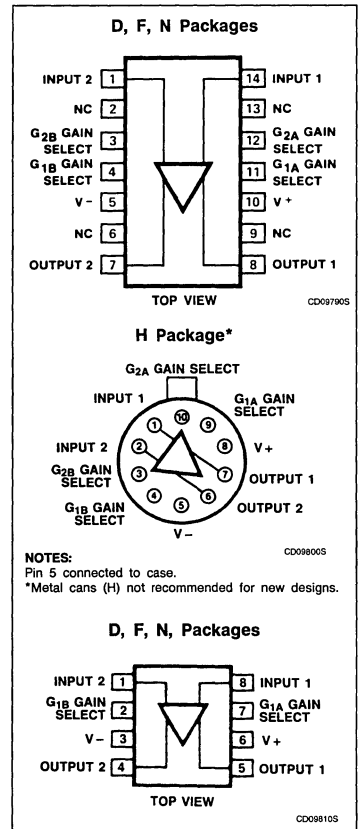 D, F, N Packages
INPUT 2 1 14 INPUT 1
NC 2 13 NC
G2B GAIN SELECT 3 12 G2A GAIN SELECT
G1B GAIN SELECT 4 11 G1A GAIN SELECT
V− 5 10 V+
NC 6 9 NC
OUTPUT 2 7 8 OUTPUT 1
TOP VIEW
CD09790S
H Package*
G2A GAIN SELECT
INPUT 1
G1A GAIN SELECT
10
1 9
INPUT 2 2 8 V+
G2B GAIN SELECT 3 7 OUTPUT 1
G1B GAIN SELECT 4 6 OUTPUT 2
5
V−
CD09800S
NOTES:
Pin 5 connected to case.
*Metal cans (H) not recommended for new designs.
D, F, N, Packages
INPUT 2 1 8 INPUT 1
G1B GAIN SELECT 2 7 G1A GAIN SELECT
V− 3 6 V+
OUTPUT 2 4 5 OUTPUT 1
TOP VIEW
CD09810S